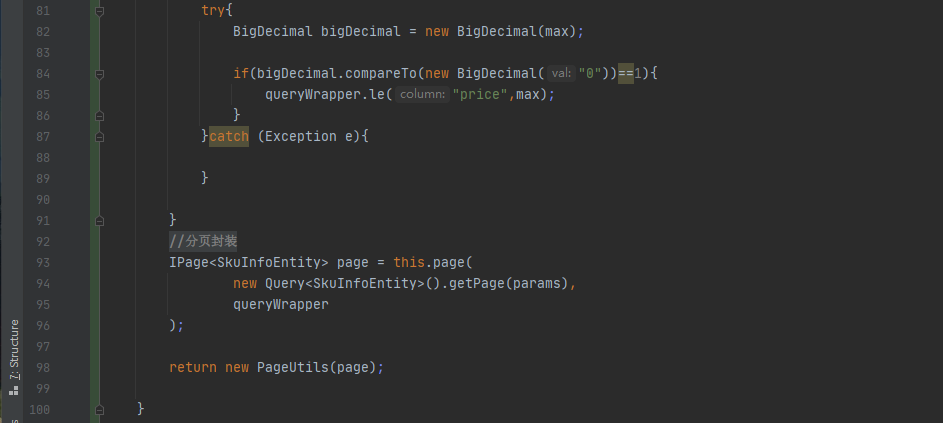 81 try{
82 BigDecimal bigDecimal = new BigDecimal(max);
83
84 if(bigDecimal.compareTo(new BigDecimal( val: "0"))==1){
85 queryWrapper.le( column: "price",max);
86 }
87 }catch (Exception e){
88
89 }
90
91 }
92 //分页封装
93 IPage<SkuInfoEntity> page = this.page(
94 new Query<SkuInfoEntity>().getPage(params),
95 queryWrapper
96 );
97
98 return new PageUtils(page);
99
100 }
7: Structure